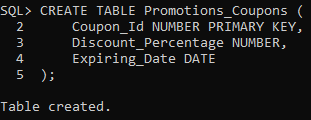 SQL> CREATE TABLE Promotions_Coupons (
  2      Coupon_Id NUMBER PRIMARY KEY,
  3      Discount_Percentage NUMBER,
  4      Expiring_Date DATE
  5  );
Table created.